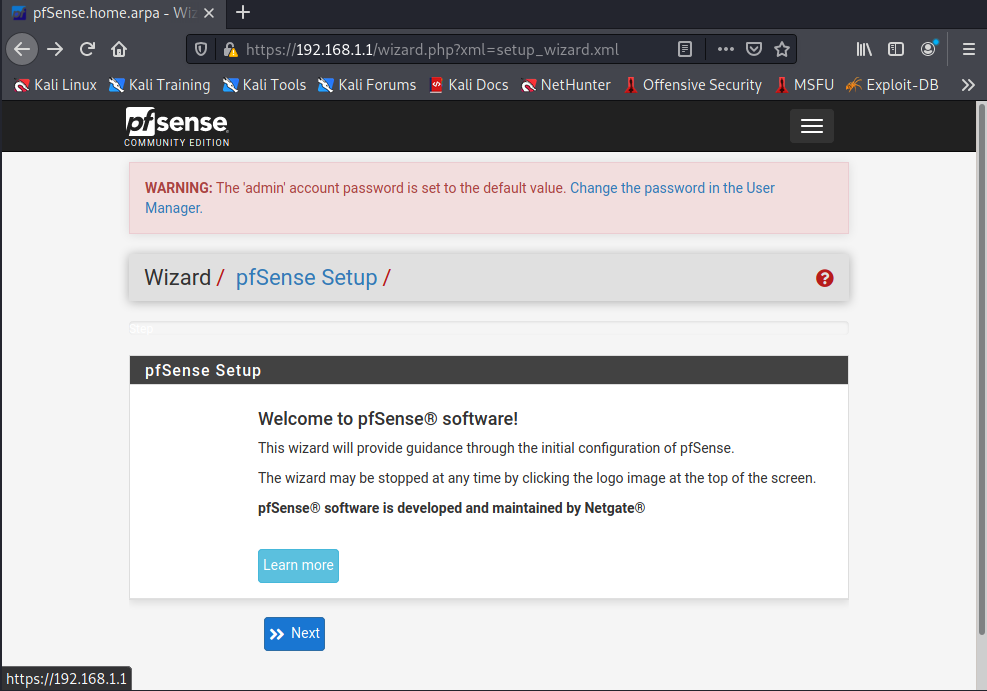 pfSense.home.arpa - Wiz
https://192.168.1.1/wizard.php?xml=setup_wizard.xml
Kali Linux Kali Training Kali Tools Kali Forums Kali Docs NetHunter Offensive Security MSFU Exploit-DB
pfsense
COMMUNITY EDITION
WARNING: The 'admin' account password is set to the default value. Change the password in the User
Manager.
Wizard / pfSense Setup /
Step
pfSense Setup
Welcome to pfSense® software!
This wizard will provide guidance through the initial configuration of pfSense.
The wizard may be stopped at any time by clicking the logo image at the top of the screen.
pfSense® software is developed and maintained by Netgate®
Learn more
Next
https://192.168.1.1